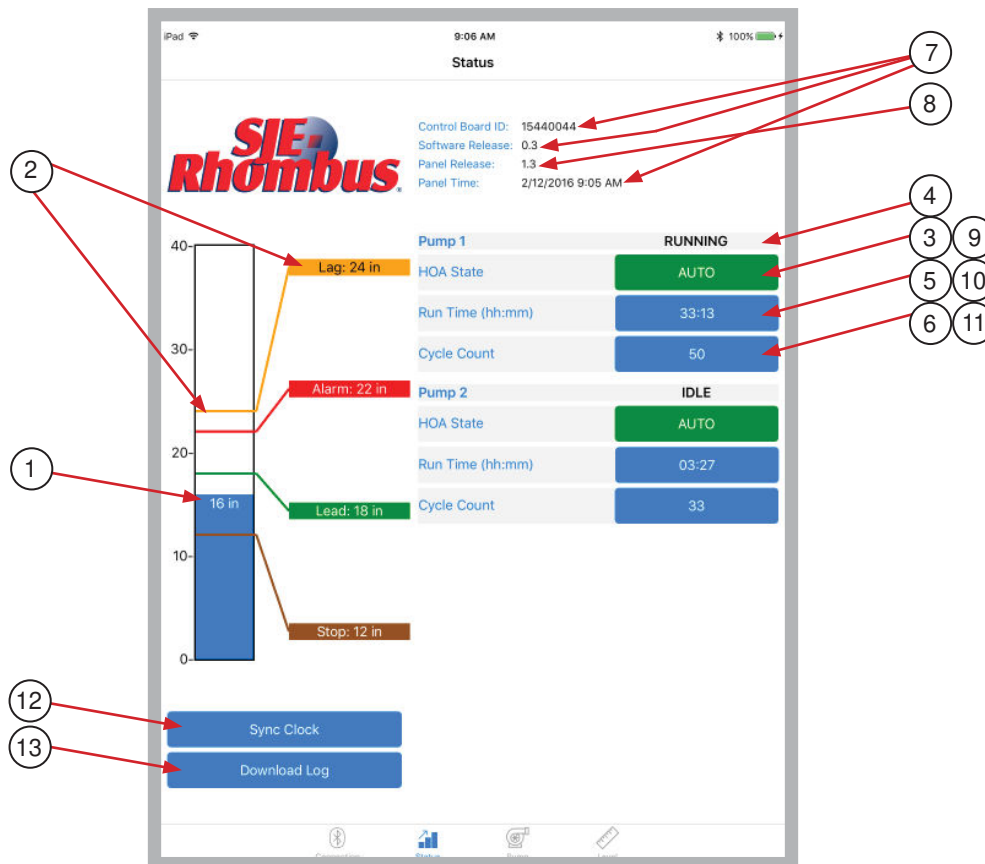 iPad 9:06 AM 100%
Status
SJE-
Rhombus®
Control Board ID: 15440044
Software Release: 0.3
Panel Release: 1.3
Panel Time: 2/12/2016 9:05 AM
7
8
2
4
3 9
5 10
6 11
1
12
13
40-
30-
20-
10-
0-
Lag: 24 in
Alarm: 22 in
16 in
Lead: 18 in
Stop: 12 in
Pump 1 RUNNING
HOA State AUTO
Run Time (hh:mm) 33:13
Cycle Count 50
Pump 2 IDLE
HOA State AUTO
Run Time (hh:mm) 03:27
Cycle Count 33
Sync Clock
Download Log
Status